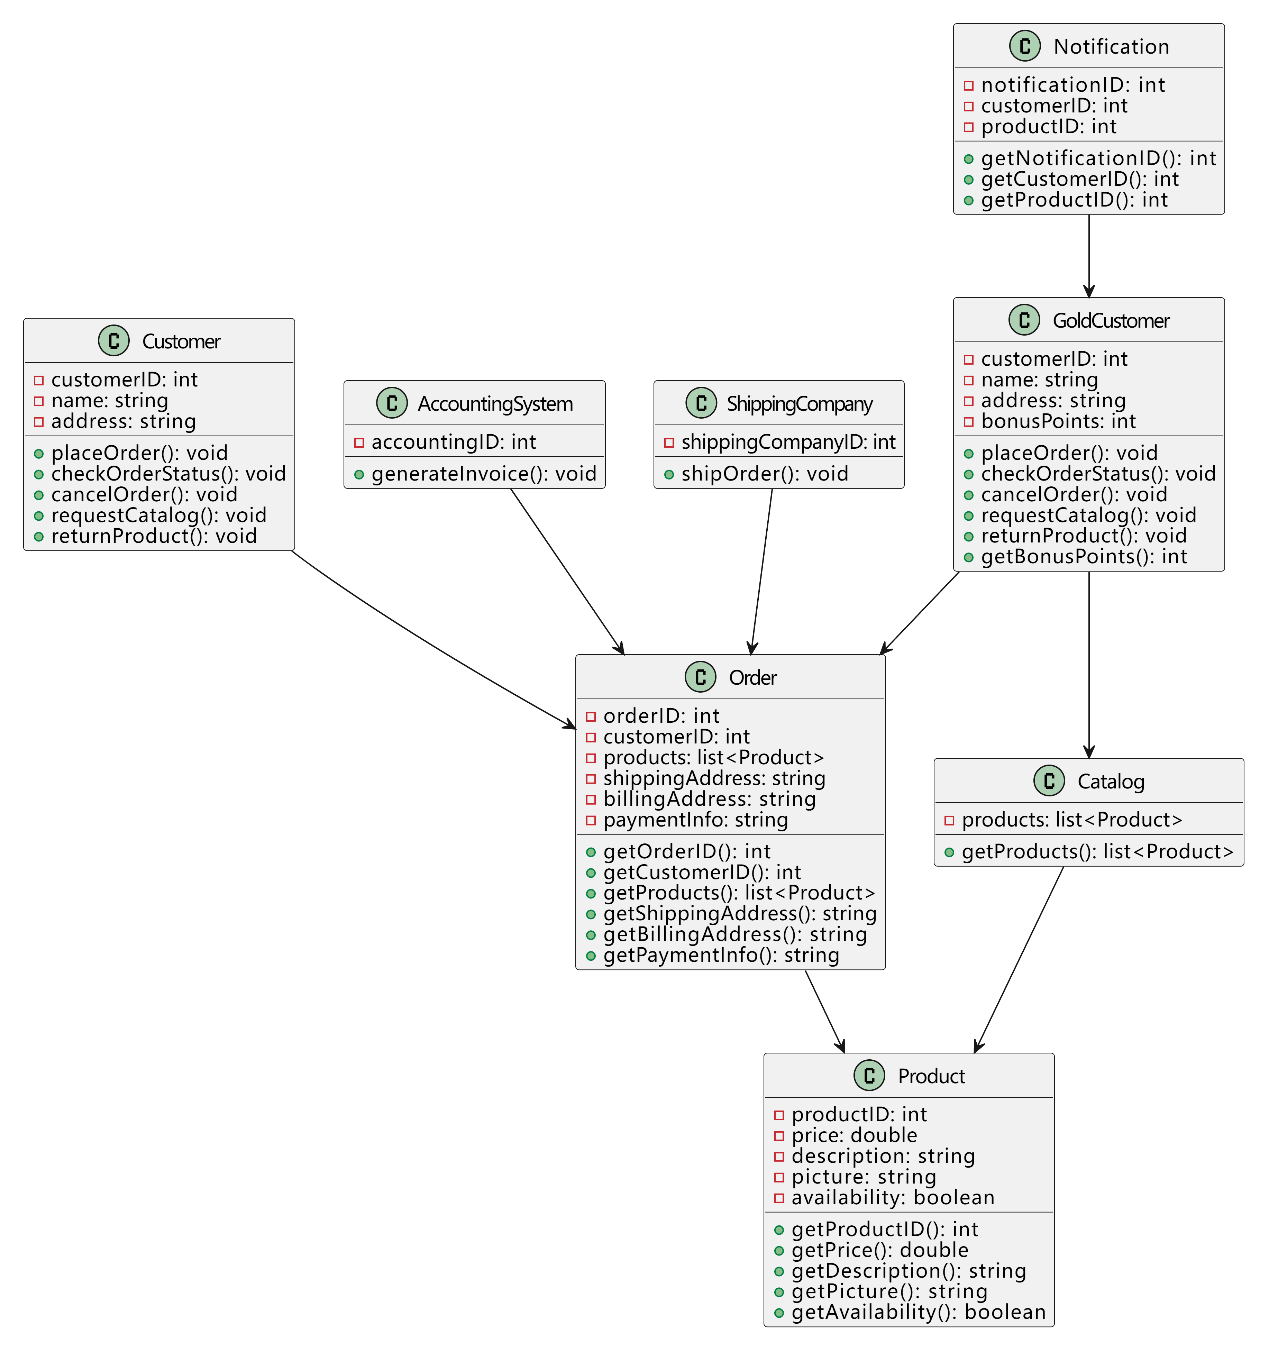 C Notification
notificationID: int
customerID: int
productID: int
getNotificationID(): int
getCustomerID(): int
getProductID(): int
C Customer
customerID: int
name: string
address: string
placeOrder(): void
checkOrderStatus(): void
cancelOrder(): void
requestCatalog(): void
returnProduct(): void
C AccountingSystem
accountingID: int
generateInvoice(): void
C ShippingCompany
shippingCompanyID: int
shipOrder(): void
C GoldCustomer
customerID: int
name: string
address: string
bonusPoints: int
placeOrder(): void
checkOrderStatus(): void
cancelOrder(): void
requestCatalog(): void
returnProduct(): void
getBonusPoints(): int
C Order
orderID: int
customerID: int
products: list<Product>
shippingAddress: string
billingAddress: string
paymentInfo: string
getOrderID(): int
getCustomerID(): int
getProducts(): list<Product>
getShippingAddress(): string
getBillingAddress(): string
getPaymentInfo(): string
C Catalog
products: list<Product>
getProducts(): list<Product>
C Product
productID: int
price: double
description: string
picture: string
availability: boolean
getProductID(): int
getPrice(): double
getDescription(): string
getPicture(): string
getAvailability(): boolean